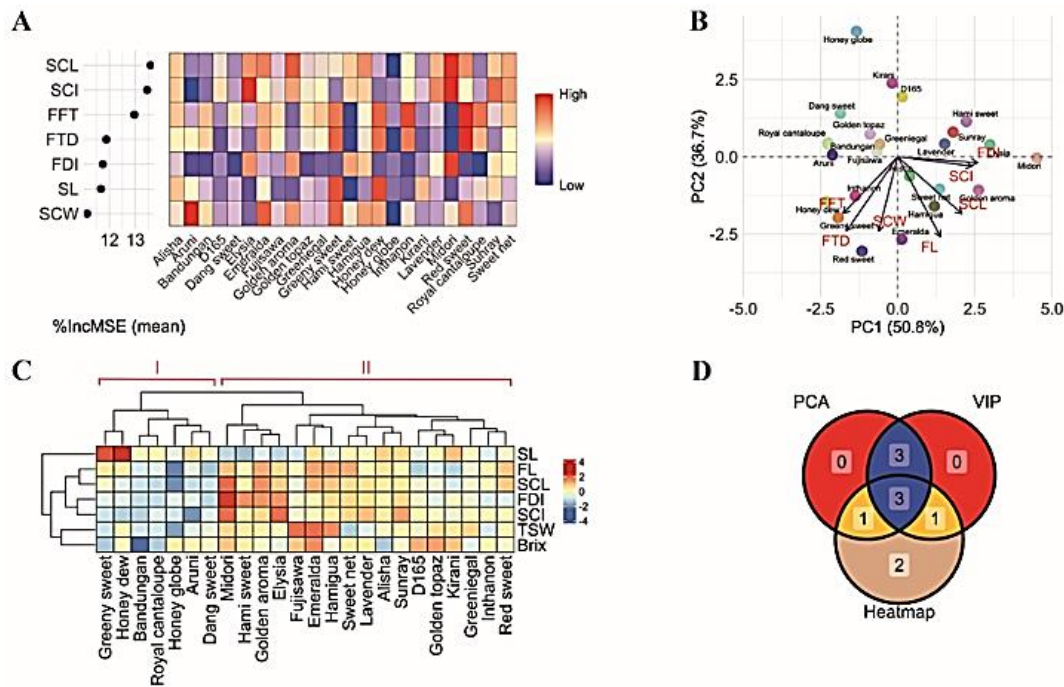 A
SCL
SCI
FFT
FTD
FDI
SL
SCW
12 13
High
Low
Alisha
Aruni
Bandungan
D165
Dang sweet
Elysia
Emeralda
Fujisawa
Golden aroma
Golden topaz
Greeniegal
Greeny sweet
Hami sweet
Hamigua
Honey dew
Honey globe
Inthanon
Kirani
Lavender
Midori
Red sweet
Royal cantaloupe
Sunray
Sweet net
%IncMSE (mean)
B
PC2 (36.7%)
2.5
0.0
-2.5
-5.0
-2.5
0.0
2.5
5.0
PC1 (50.8%)
Honey globe
Kirani
D165
Dang sweet
Hami sweet
Golden topaz
Sunray
Royal cantaloupe
Bandungan
Greeniegal
Lavender
Aruni
Fujisawa
Midori
SCI
Inthanon
Sweet net
Golden aroma
FFT
SCL
Honey dew
Hamigua
Greeny sweet
SCW
Emeralda
FTD
FL
Red sweet
C
I
II
SL
FL
SCL
FDI
SCI
TSW
Brix
4
2
0
-2
-4
Greeny sweet
Honey dew
Bandungan
Royal cantaloupe
Honey globe
Aruni
Dang sweet
Midori
Hami sweet
Golden aroma
Elysia
Fujisawa
Emeralda
Hamigua
Sweet net
Lavender
Alisha
Sunray
D165
Golden topaz
Kirani
Greeniegal
Inthanon
Red sweet
D
PCA
VIP
0
3
0
3
1
1
2
Heatmap